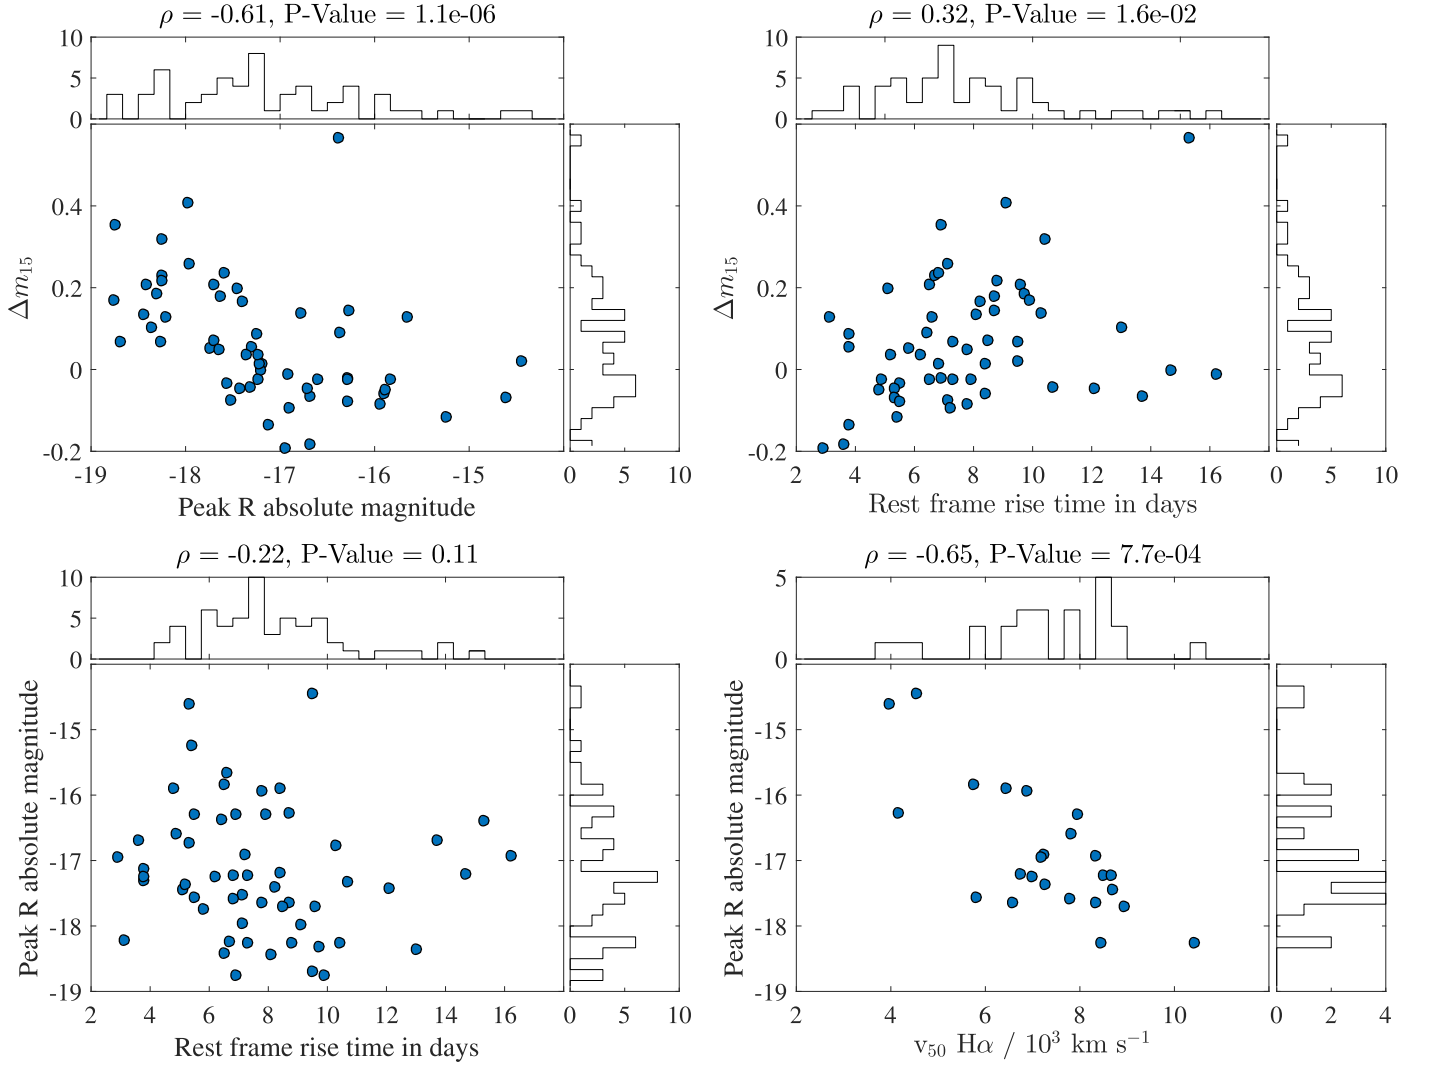 ρ = -0.61, P-Value = 1.1e-06
10
5
0
0.4
0.2
0
-0.2
Δm15
-19 -18 -17 -16 -15
0 5 10
Peak R absolute magnitude
ρ = 0.32, P-Value = 1.6e-02
10
5
0
0.4
0.2
0
-0.2
Δm15
2 4 6 8 10 12 14 16
0 5 10
Rest frame rise time in days
ρ = -0.22, P-Value = 0.11
10
5
0
-15
-16
-17
-18
-19
Peak R absolute magnitude
2 4 6 8 10 12 14 16
0 5 10
Rest frame rise time in days
ρ = -0.65, P-Value = 7.7e-04
5
0
-15
-16
-17
-18
-19
Peak R absolute magnitude
2 4 6 8 10
0 2 4
v50 Hα / 10³ km s⁻¹